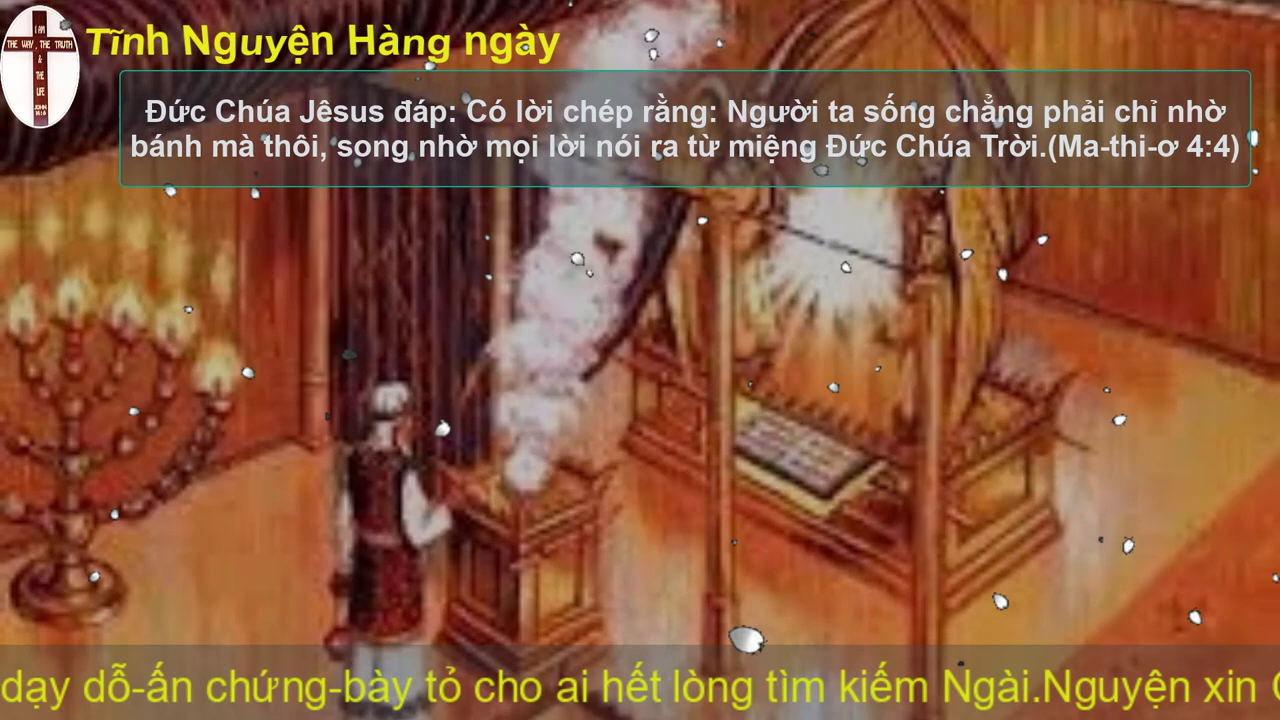 I AM
THE WAY, THE TRUTH
&
THE
LIFE
JOHN
14:6
Tĩnh Nguyện Hàng ngày
Đức Chúa Jêsus đáp: Có lời chép rằng: Người ta sống chẳng phải chỉ nhờ
bánh mà thôi, song nhờ mọi lời nói ra từ miệng Đức Chúa Trời.(Ma-thi-ơ 4:4)
dạy dỗ-ấn chứng-bày tỏ cho ai hết lòng tìm kiếm Ngài.Nguyện xin